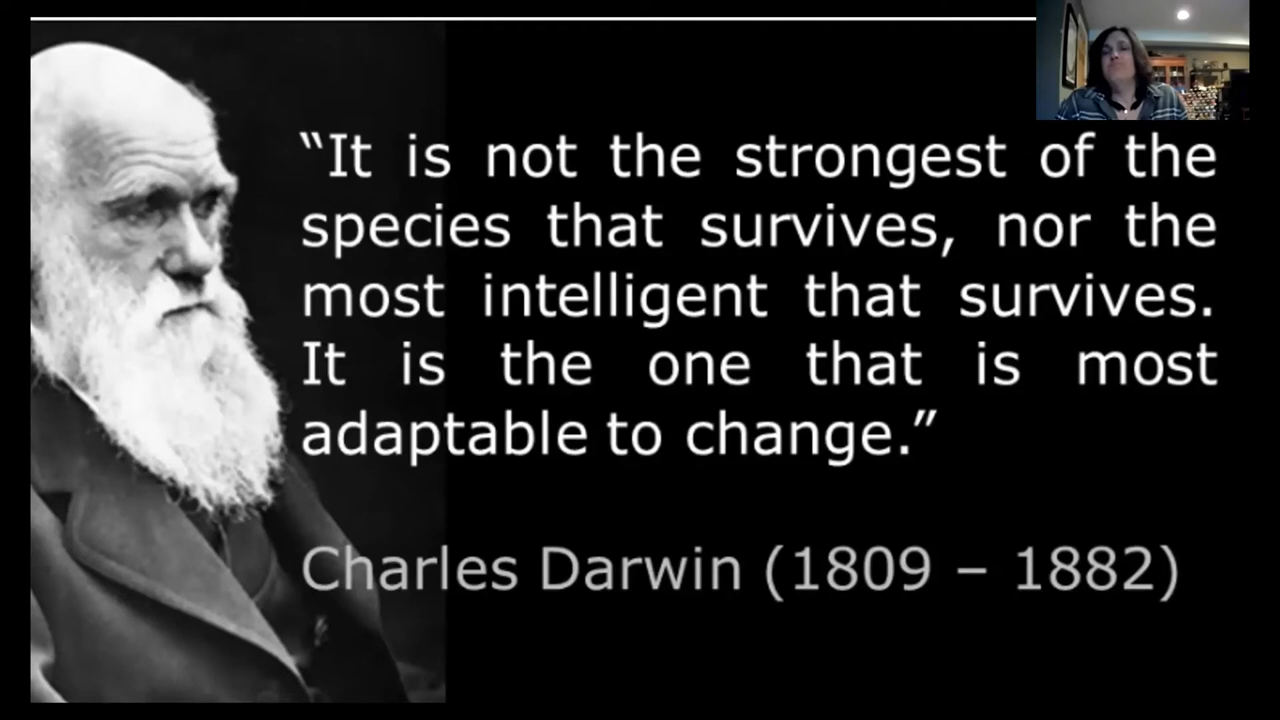 “It is not the strongest of the
species that survives, nor the
most intelligent that survives.
It is the one that is most
adaptable to change.”
Charles Darwin (1809 – 1882)